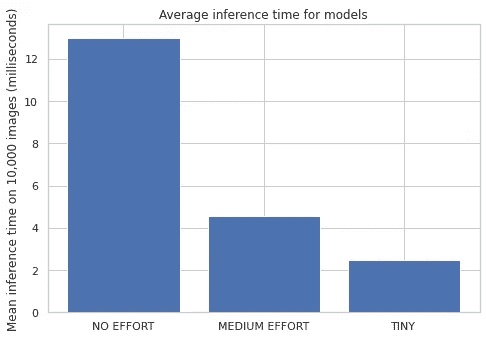 Average inference time for models
Mean inference time on 10,000 images (milliseconds)
12
10
8
6
4
2
0
NO EFFORT
MEDIUM EFFORT
TINY